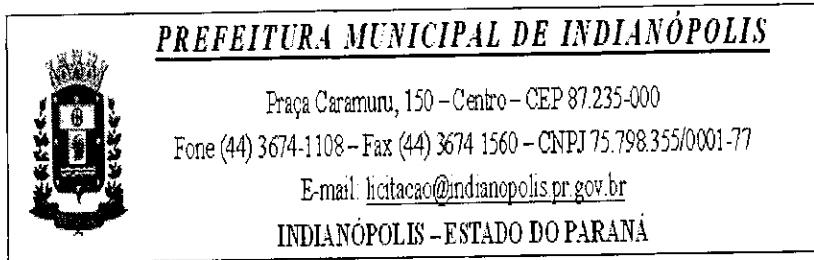 PREFEITURA MUNICIPAL DE INDIANÓPOLIS
Praça Caramuru, 150 – Centro – CEP 87.235-000
Fone (44) 3674-1108 – Fax (44) 3674 1560 – CNPJ 75.798.355/0001-77
E-mail: licitacao@indianopolis.pr.gov.br
INDIANÓPOLIS – ESTADO DO PARANÁ